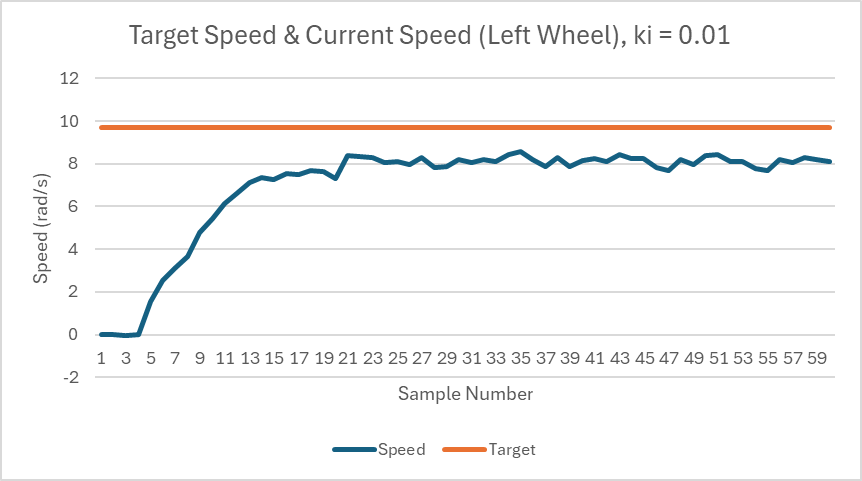 Target Speed & Current Speed (Left Wheel), ki = 0.01
12
10
8
6
4
2
0
-2
Speed (rad/s)
1 3 5 7 9 11 13 15 17 19 21 23 25 27 29 31 33 35 37 39 41 43 45 47 49 51 53 55 57 59
Sample Number
Speed Target